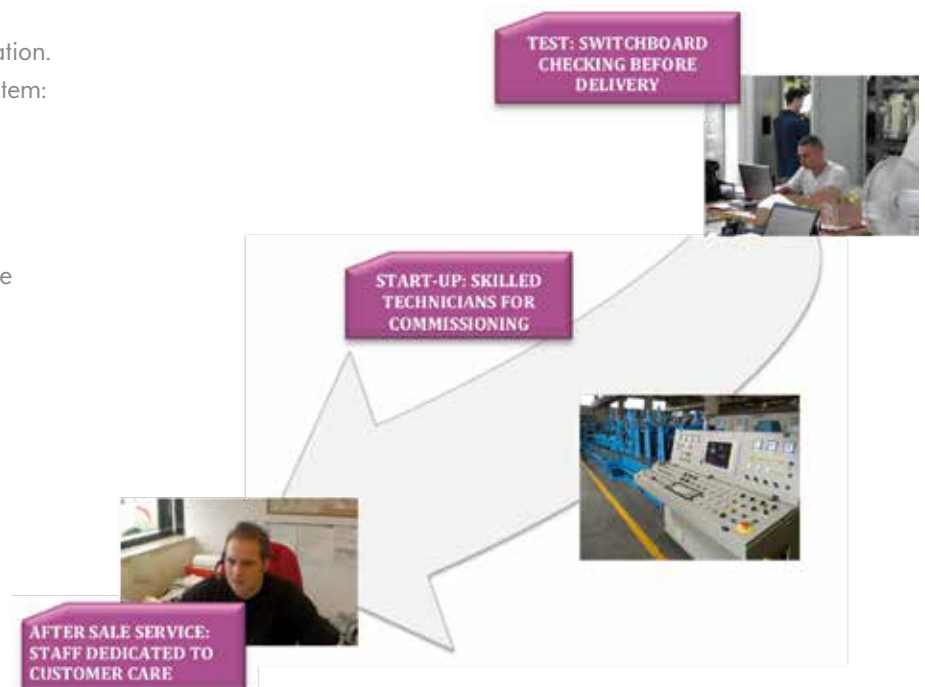 ation.
tem:
e
TEST: SWITCHBOARD
CHECKING BEFORE
DELIVERY
START-UP: SKILLED
TECHNICIANS FOR
COMMISSIONING
AFTER SALE SERVICE:
STAFF DEDICATED TO
CUSTOMER CARE